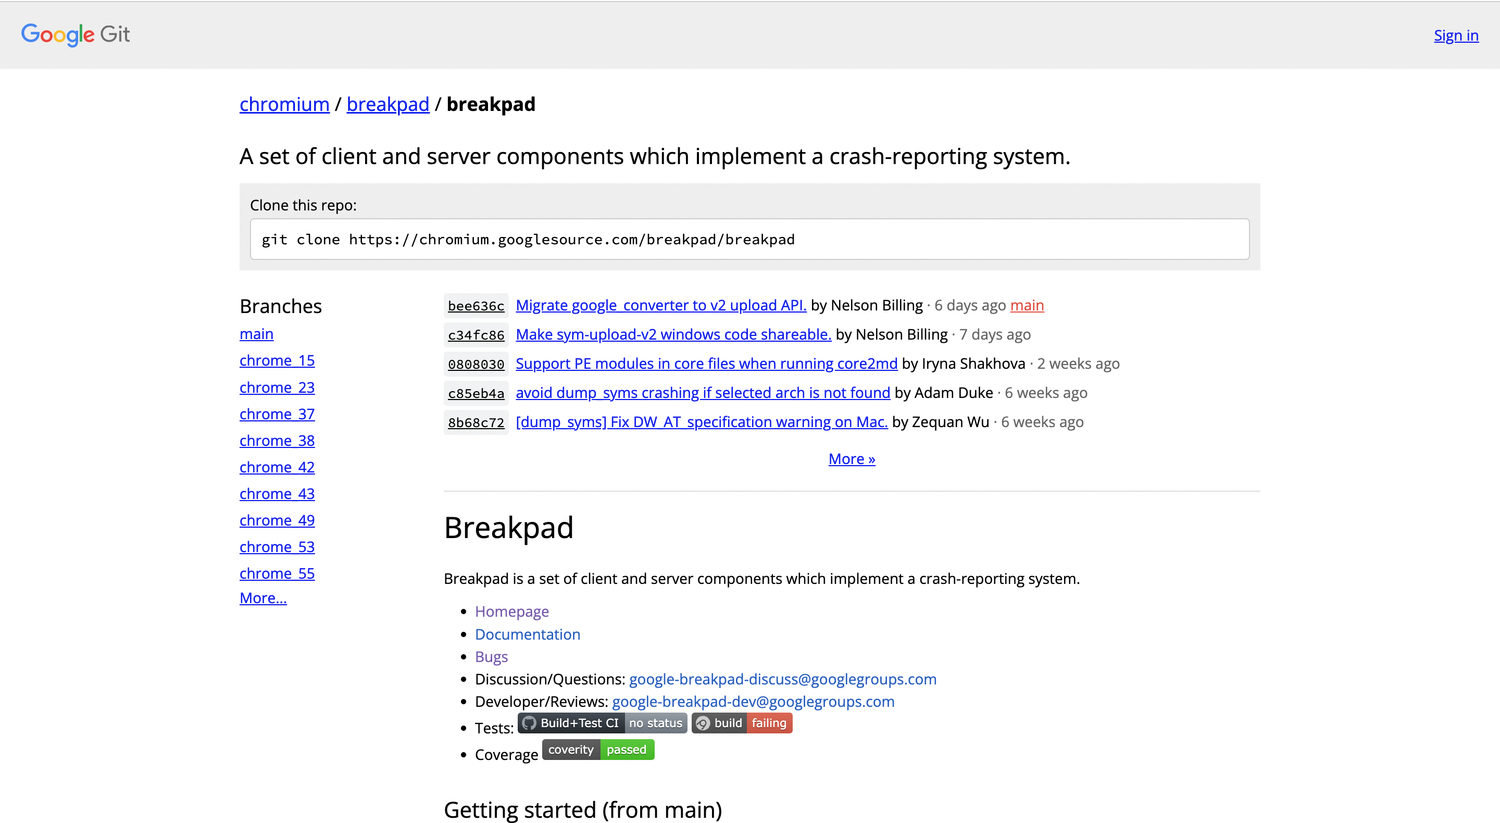 Google Git
Sign in
chromium / breakpad / breakpad
A set of client and server components which implement a crash-reporting system.
Clone this repo:
git clone https://chromium.googlesource.com/breakpad/breakpad
Branches
main
chrome_15
chrome_23
chrome_37
chrome_38
chrome_42
chrome_43
chrome_49
chrome_53
chrome_55
More...
bee636c Migrate google_converter to v2 upload API. by Nelson Billing · 6 days ago main
c34fc86 Make sym-upload-v2 windows code shareable. by Nelson Billing · 7 days ago
0808030 Support PE modules in core files when running core2md by Iryna Shakhova · 2 weeks ago
c85eb4a avoid dump_syms crashing if selected arch is not found by Adam Duke · 6 weeks ago
8b68c72 [dump_syms] Fix DW_AT_specification warning on Mac. by Zequan Wu · 6 weeks ago
More »
Breakpad
Breakpad is a set of client and server components which implement a crash-reporting system.
• Homepage
• Documentation
• Bugs
• Discussion/Questions: google-breakpad-discuss@googlegroups.com
• Developer/Reviews: google-breakpad-dev@googlegroups.com
• Tests: Build+Test CI no status build failing
• Coverage coverity passed
Getting started (from main)